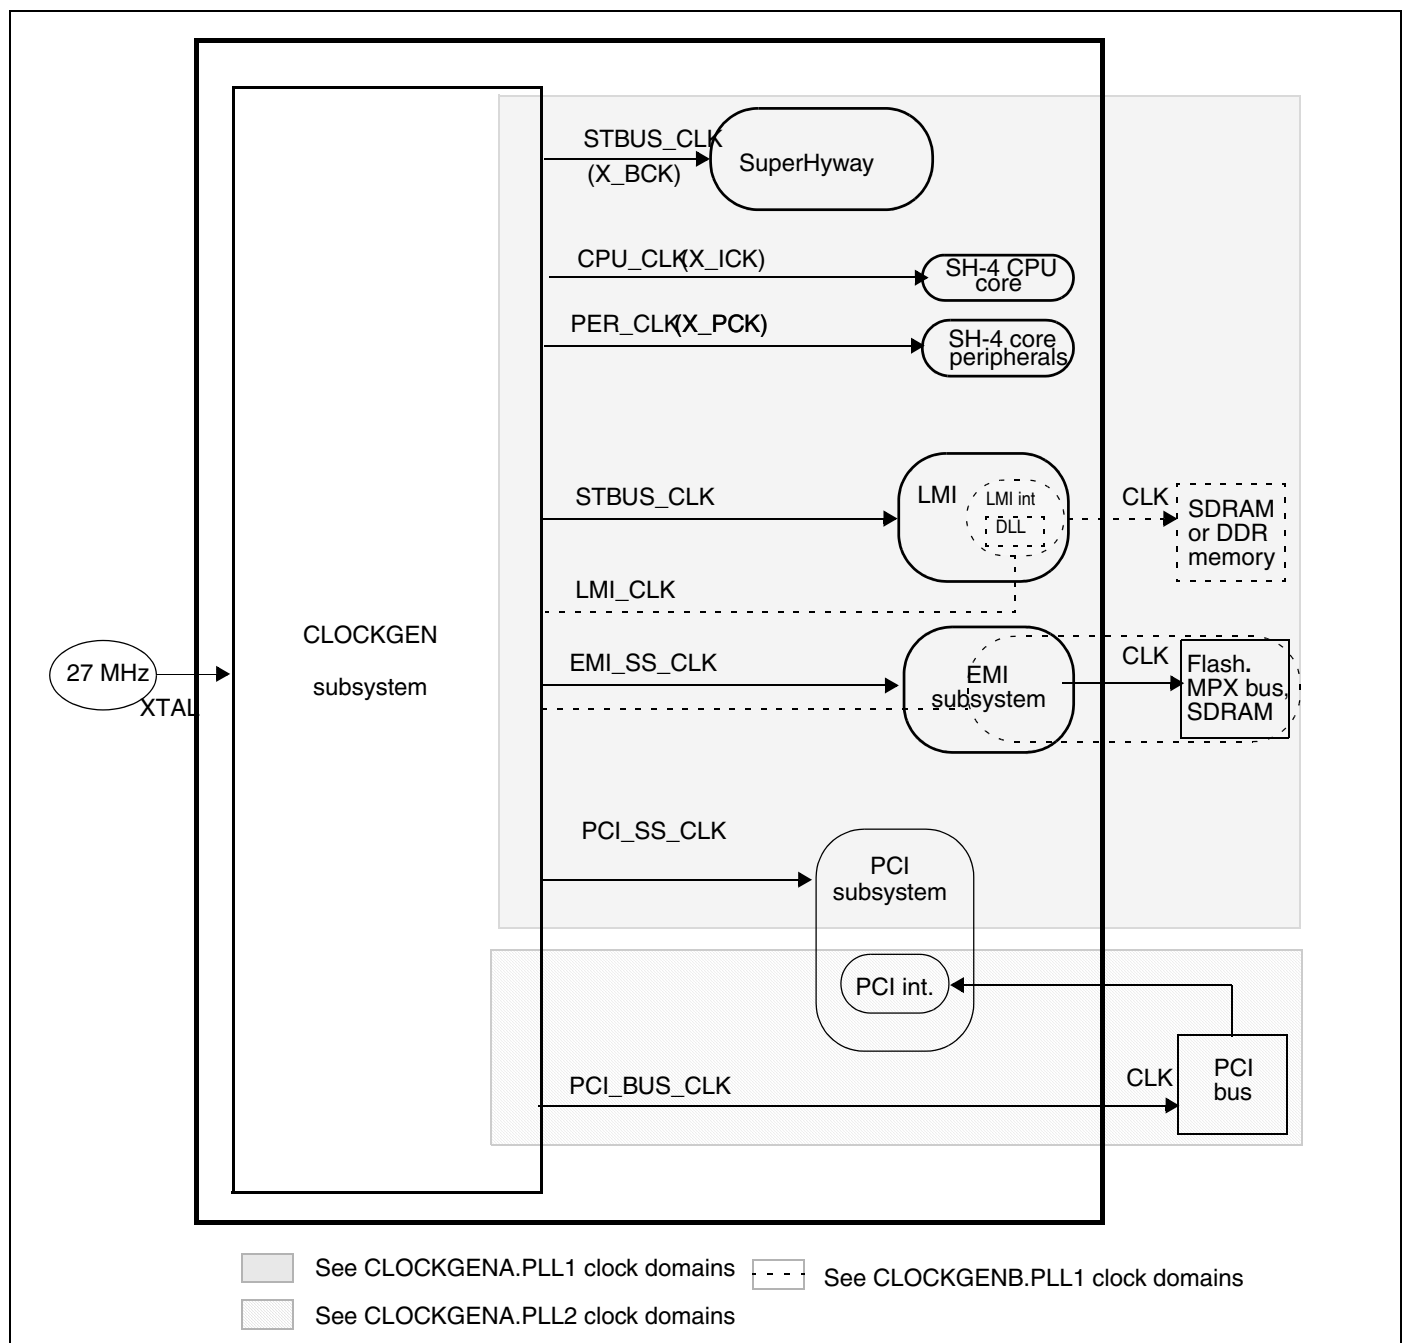 STBUS_CLK
(X_BCK)
SuperHyway
CPU_CLK(X_ICK)
SH-4 CPU
core
PER_CLK(X_PCK)
SH-4 core
peripherals
STBUS_CLK
LMI
LMI int
DLL
CLK
SDRAM
or DDR
memory
LMI_CLK
CLOCKGEN
subsystem
27 MHz
XTAL
EMI_SS_CLK
EMI
subsystem
CLK
Flash.
MPX bus,
SDRAM
PCI_SS_CLK
PCI
subsystem
PCI int.
PCI_BUS_CLK
CLK
PCI
bus
See CLOCKGENA.PLL1 clock domains
See CLOCKGENB.PLL1 clock domains
See CLOCKGENA.PLL2 clock domains